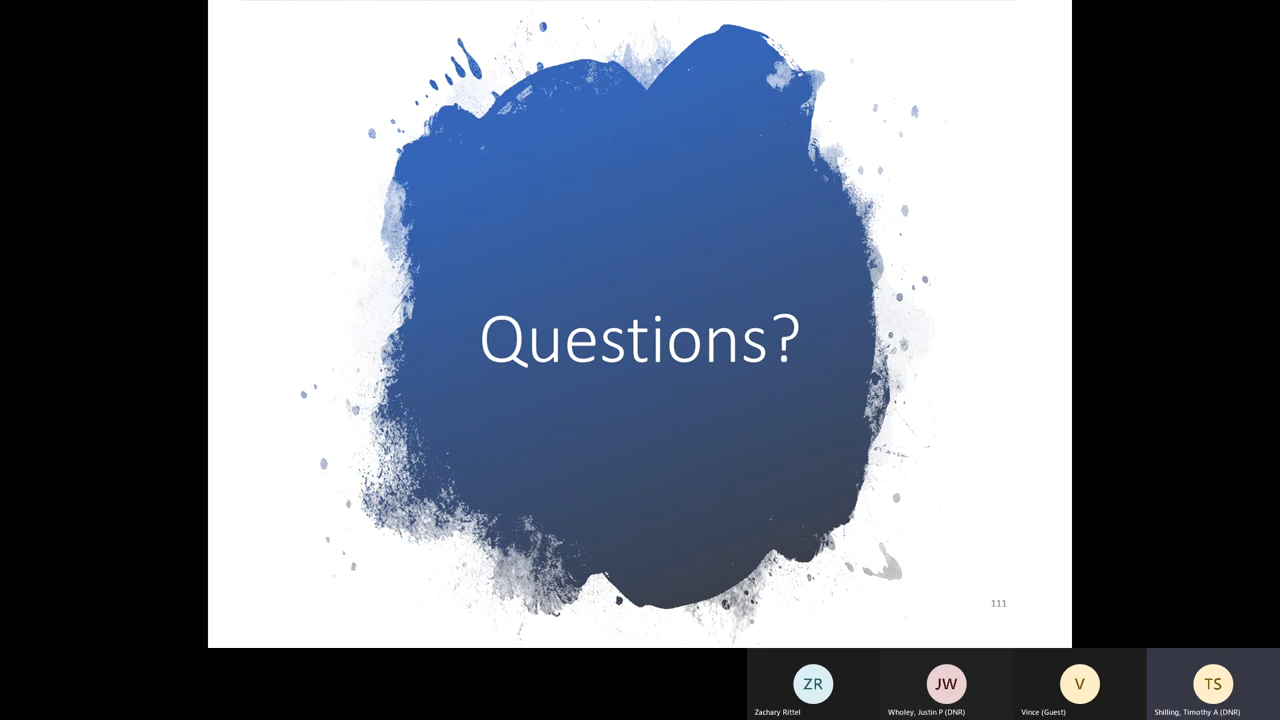 Questions?
111
ZR
JW
V
TS
Zachary Rittel
Wholey, Justin P (DNR)
Vince (Guest)
Shilling, Timothy A (DNR)